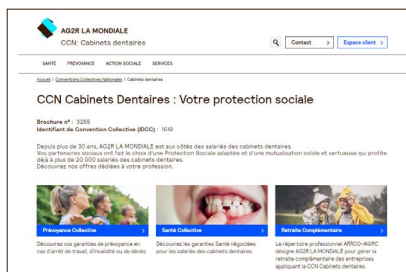 AG2R LA MONDIALE
CCN: Cabinets dentaires
Contact >
Espace client >
SANTÉ PRÉVOYANCE ACTION SOCIALE SERVICES
Accueil / Conventions Collectives Nationales / Cabinets dentaires
CCN Cabinets Dentaires : Votre protection sociale
Brochure n° : 3255
Identifiant de Convention Collective (IDCC) : 1619
Depuis plus de 30 ans, AG2R LA MONDIALE est aux côtés des salariés des cabinets dentaires.
Vos partenaires sociaux ont fait le choix d'une Protection Sociale adaptée et d'une mutualisation solide et vertueuse qui profite
déjà à plus de 20 000 salariés des cabinets dentaires.
Découvrez nos offres dédiées à votre profession.
Prévoyance Collective >
Découvrez vos garanties de prévoyance en
cas d'arrêt de travail, d'invalidité ou de décès.
Santé Collective >
Découvrez les garanties Santé négociées
pour les salariés des cabinets dentaires.
Retraite Complémentaire >
Le répertoire professionnel ARRCO-AGIRC
désigne AG2R LA MONDIALE pour gérer la
retraite complémentaire des entreprises
appliquant la CCN Cabinets dentaires.